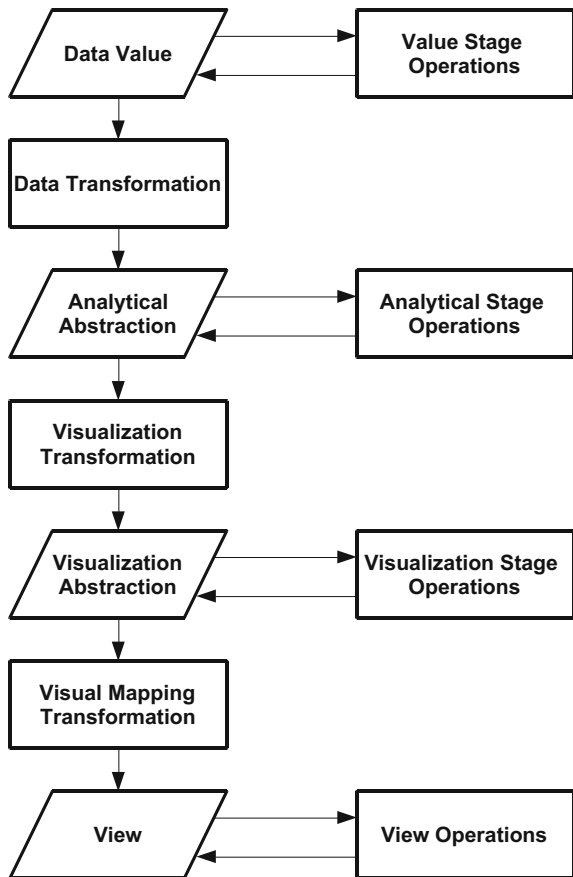 Data Value
Value Stage
Operations
Data Transformation
Analytical
Abstraction
Analytical Stage
Operations
Visualization
Transformation
Visualization
Abstraction
Visualization Stage
Operations
Visual Mapping
Transformation
View
View Operations